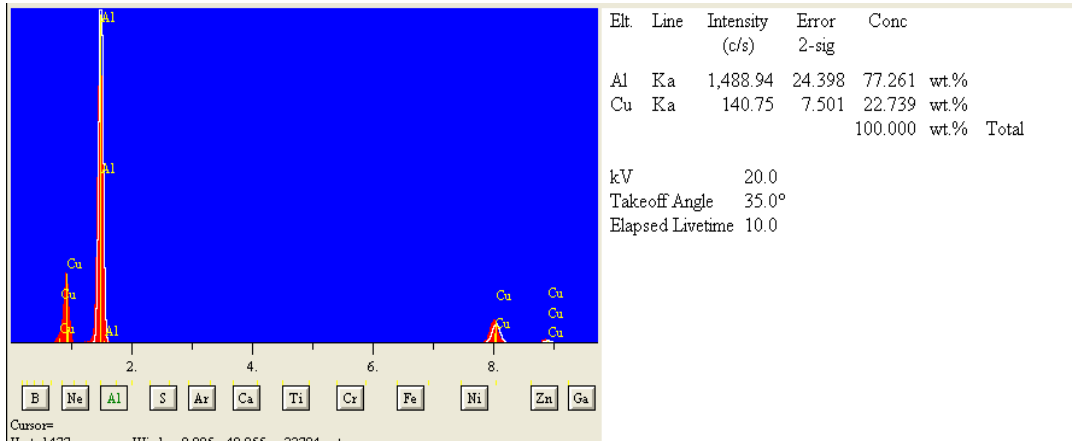 Elt. Line Intensity Error Conc
(c/s) 2-sig
Al Ka 1,488.94 24.398 77.261 wt.%
Cu Ka 140.75 7.501 22.739 wt.%
100.000 wt.% Total
kV 20.0
Takeoff Angle 35.0°
Elapsed Livetime 10.0
Al
Al
Cu
Cu
Cu Al
Cu Cu
Cu Cu
Cu
2. 4. 6. 8.
B Ne Al S Ar Ca Ti Cr Fe Ni Zn Ga
Cursor=